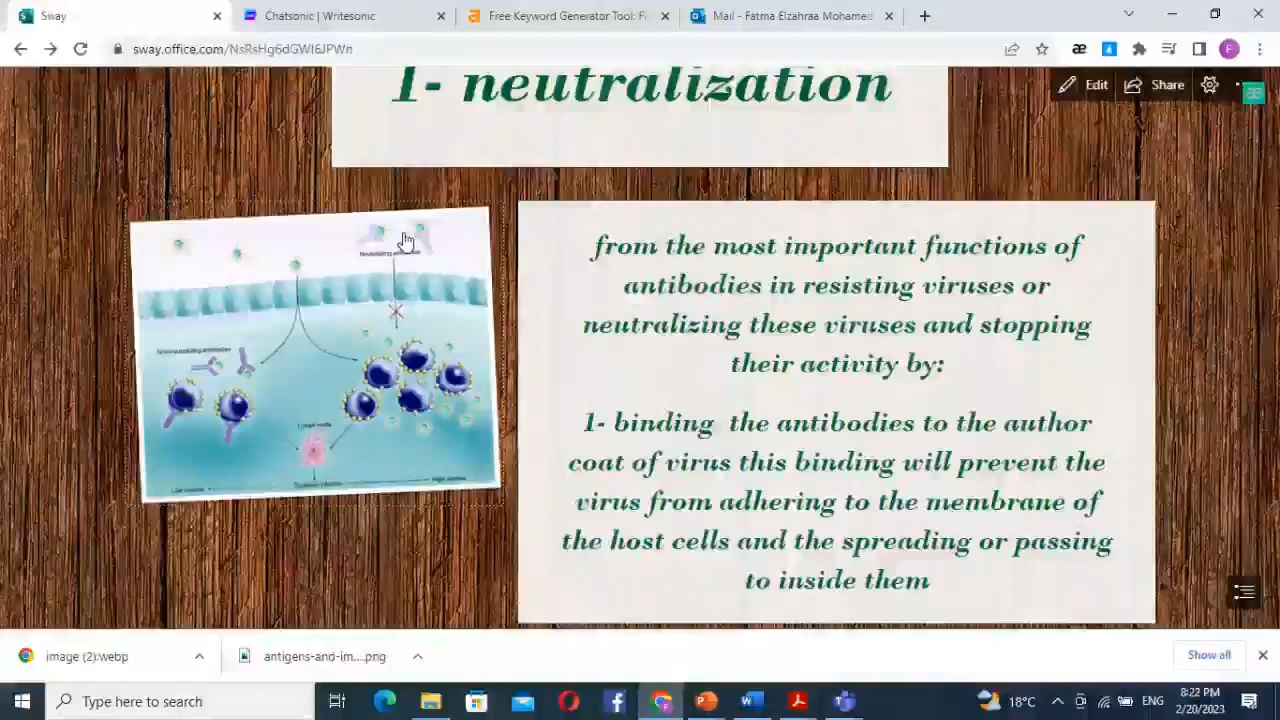 Sway
Chatsonic | Writesonic
Free Keyword Generator Tool: Fi
Mail - Fatma Elzahraa Mohamed
sway.office.com/NsRsHg6dGWI6JPWn
1- neutralization
Edit
Share
from the most important functions of
antibodies in resisting viruses or
neutralizing these viruses and stopping
their activity by:
1- binding the antibodies to the author
coat of virus this binding will prevent the
virus from adhering to the membrane of
the host cells and the spreading or passing
to inside them
image (2).webp
antigens-and-im....png
Show all
Type here to search
18°C
ENG
8:22 PM
2/20/2023